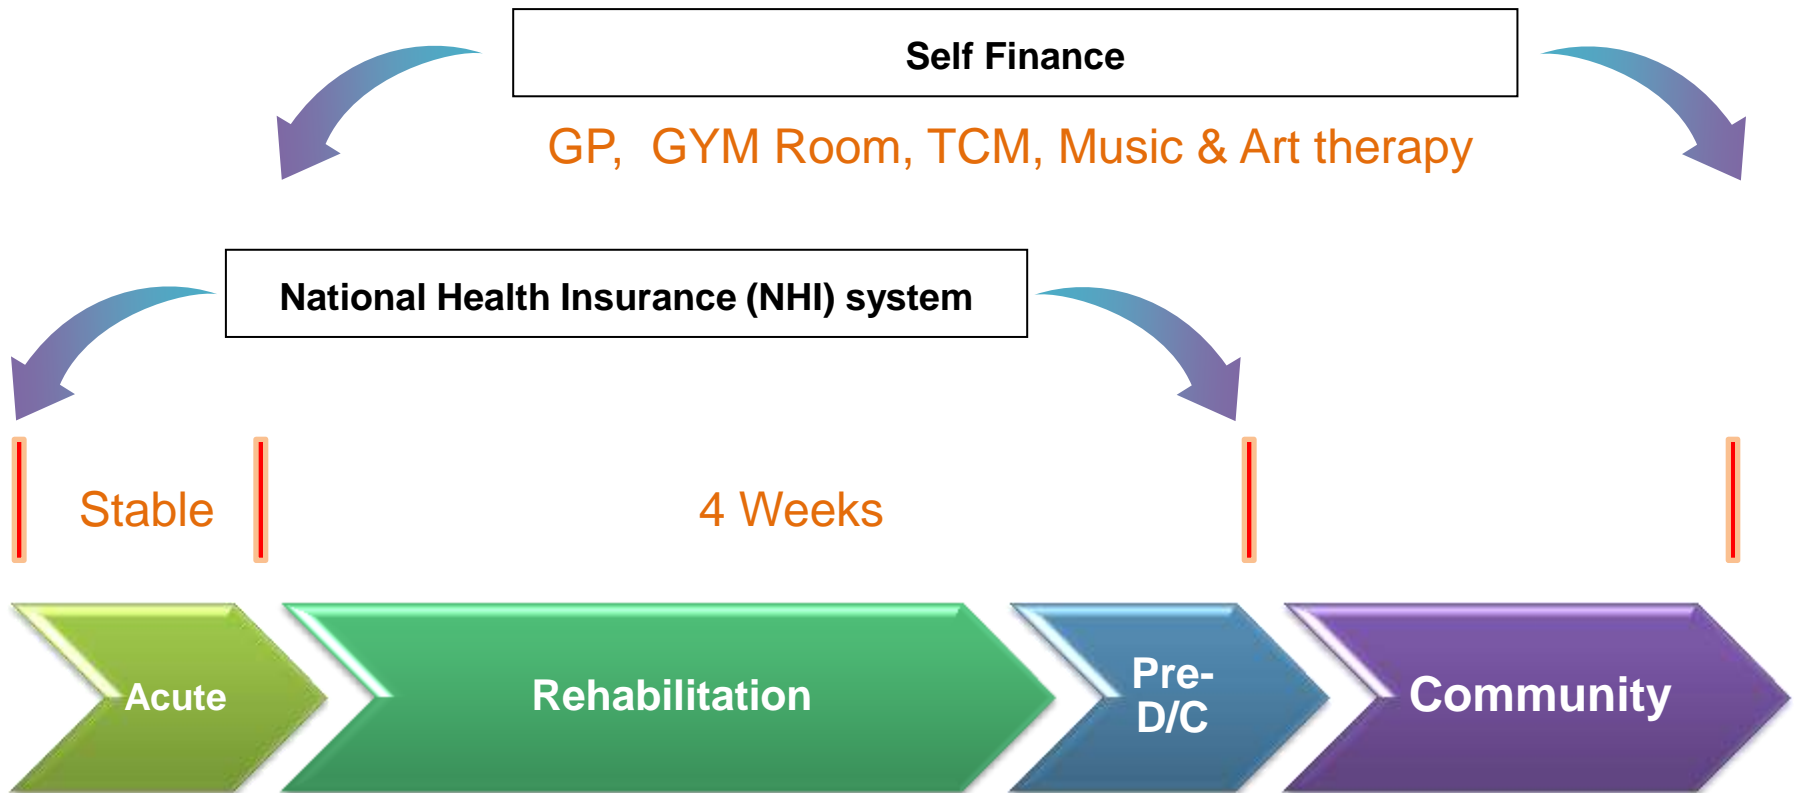 Self Finance
GP, GYM Room, TCM, Music & Art therapy
National Health Insurance (NHI) system
Stable
4 Weeks
Acute
Rehabilitation
Pre-
D/C
Community